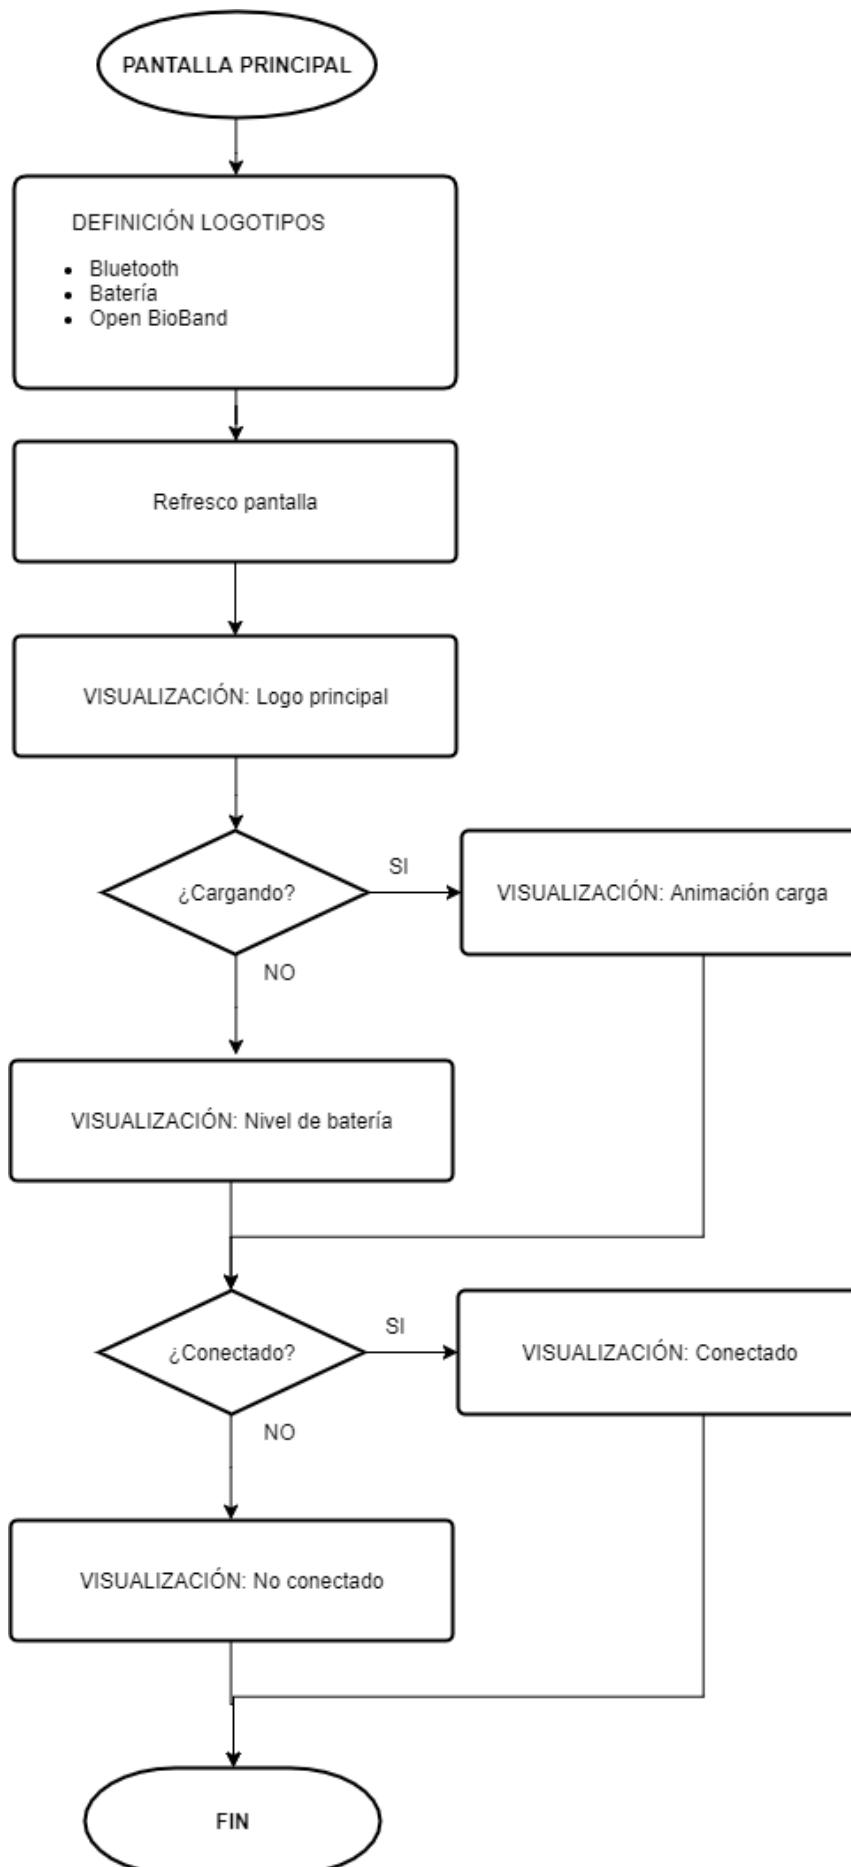 PANTALLA PRINCIPAL
DEFINICIÓN LOGOTIPOS
• Bluetooth
• Batería
• Open BioBand
Refresco pantalla
VISUALIZACIÓN: Logo principal
¿Cargando?
SI
VISUALIZACIÓN: Animación carga
NO
VISUALIZACIÓN: Nivel de batería
¿Conectado?
SI
VISUALIZACIÓN: Conectado
NO
VISUALIZACIÓN: No conectado
FIN